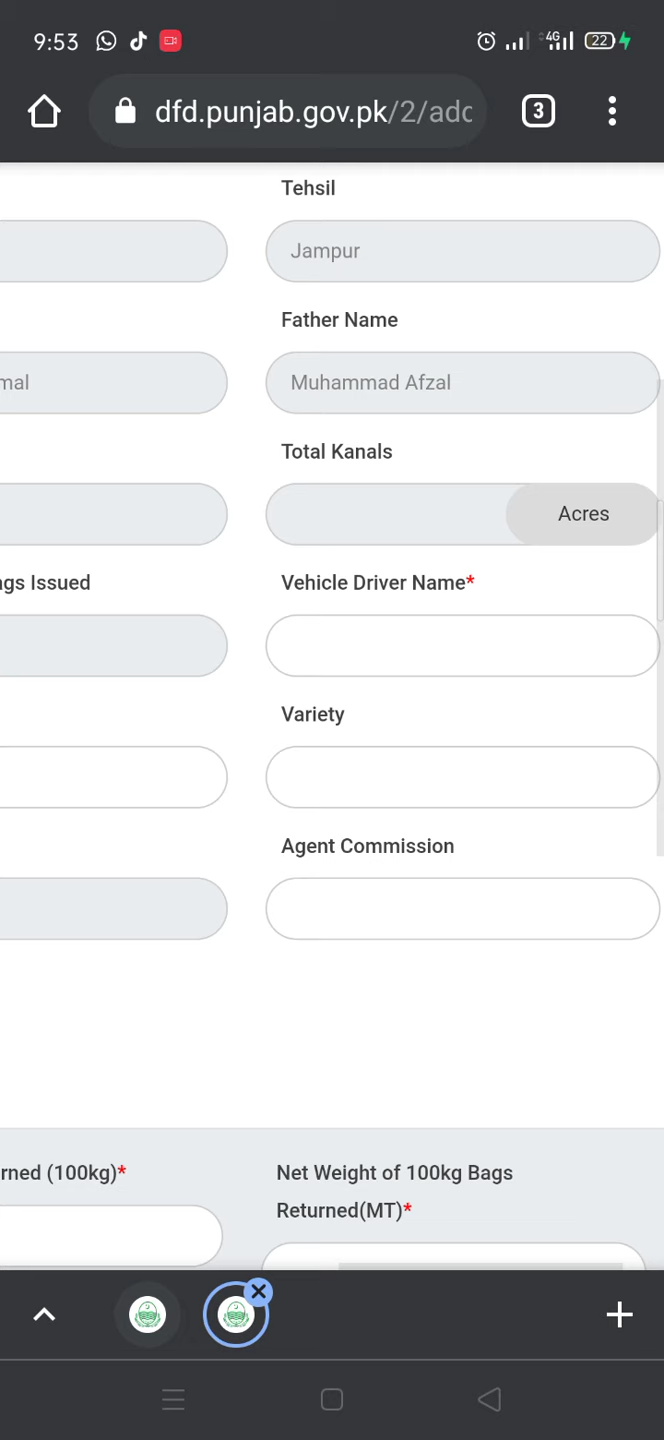 9:53
4G
22
dfd.punjab.gov.pk/2/adc
3
Tehsil
Jampur
Father Name
mal
Muhammad Afzal
Total Kanals
Acres
ags Issued
Vehicle Driver Name*
Variety
Agent Commission
rned (100kg)*
Net Weight of 100kg Bags
Returned(MT)*